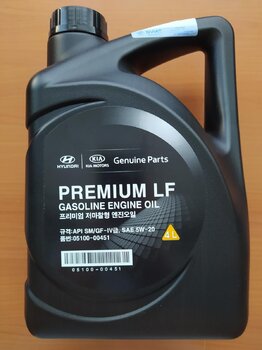 HYUNDAI KIA KIA MOTORS Genuine Parts
PREMIUM LF
GASOLINE ENGINE OIL
프리미엄 저마찰형 엔진오일
규격:API SM/GF-IV급, SAE 5W-20
품번:05100-00451
4L
05100-00451